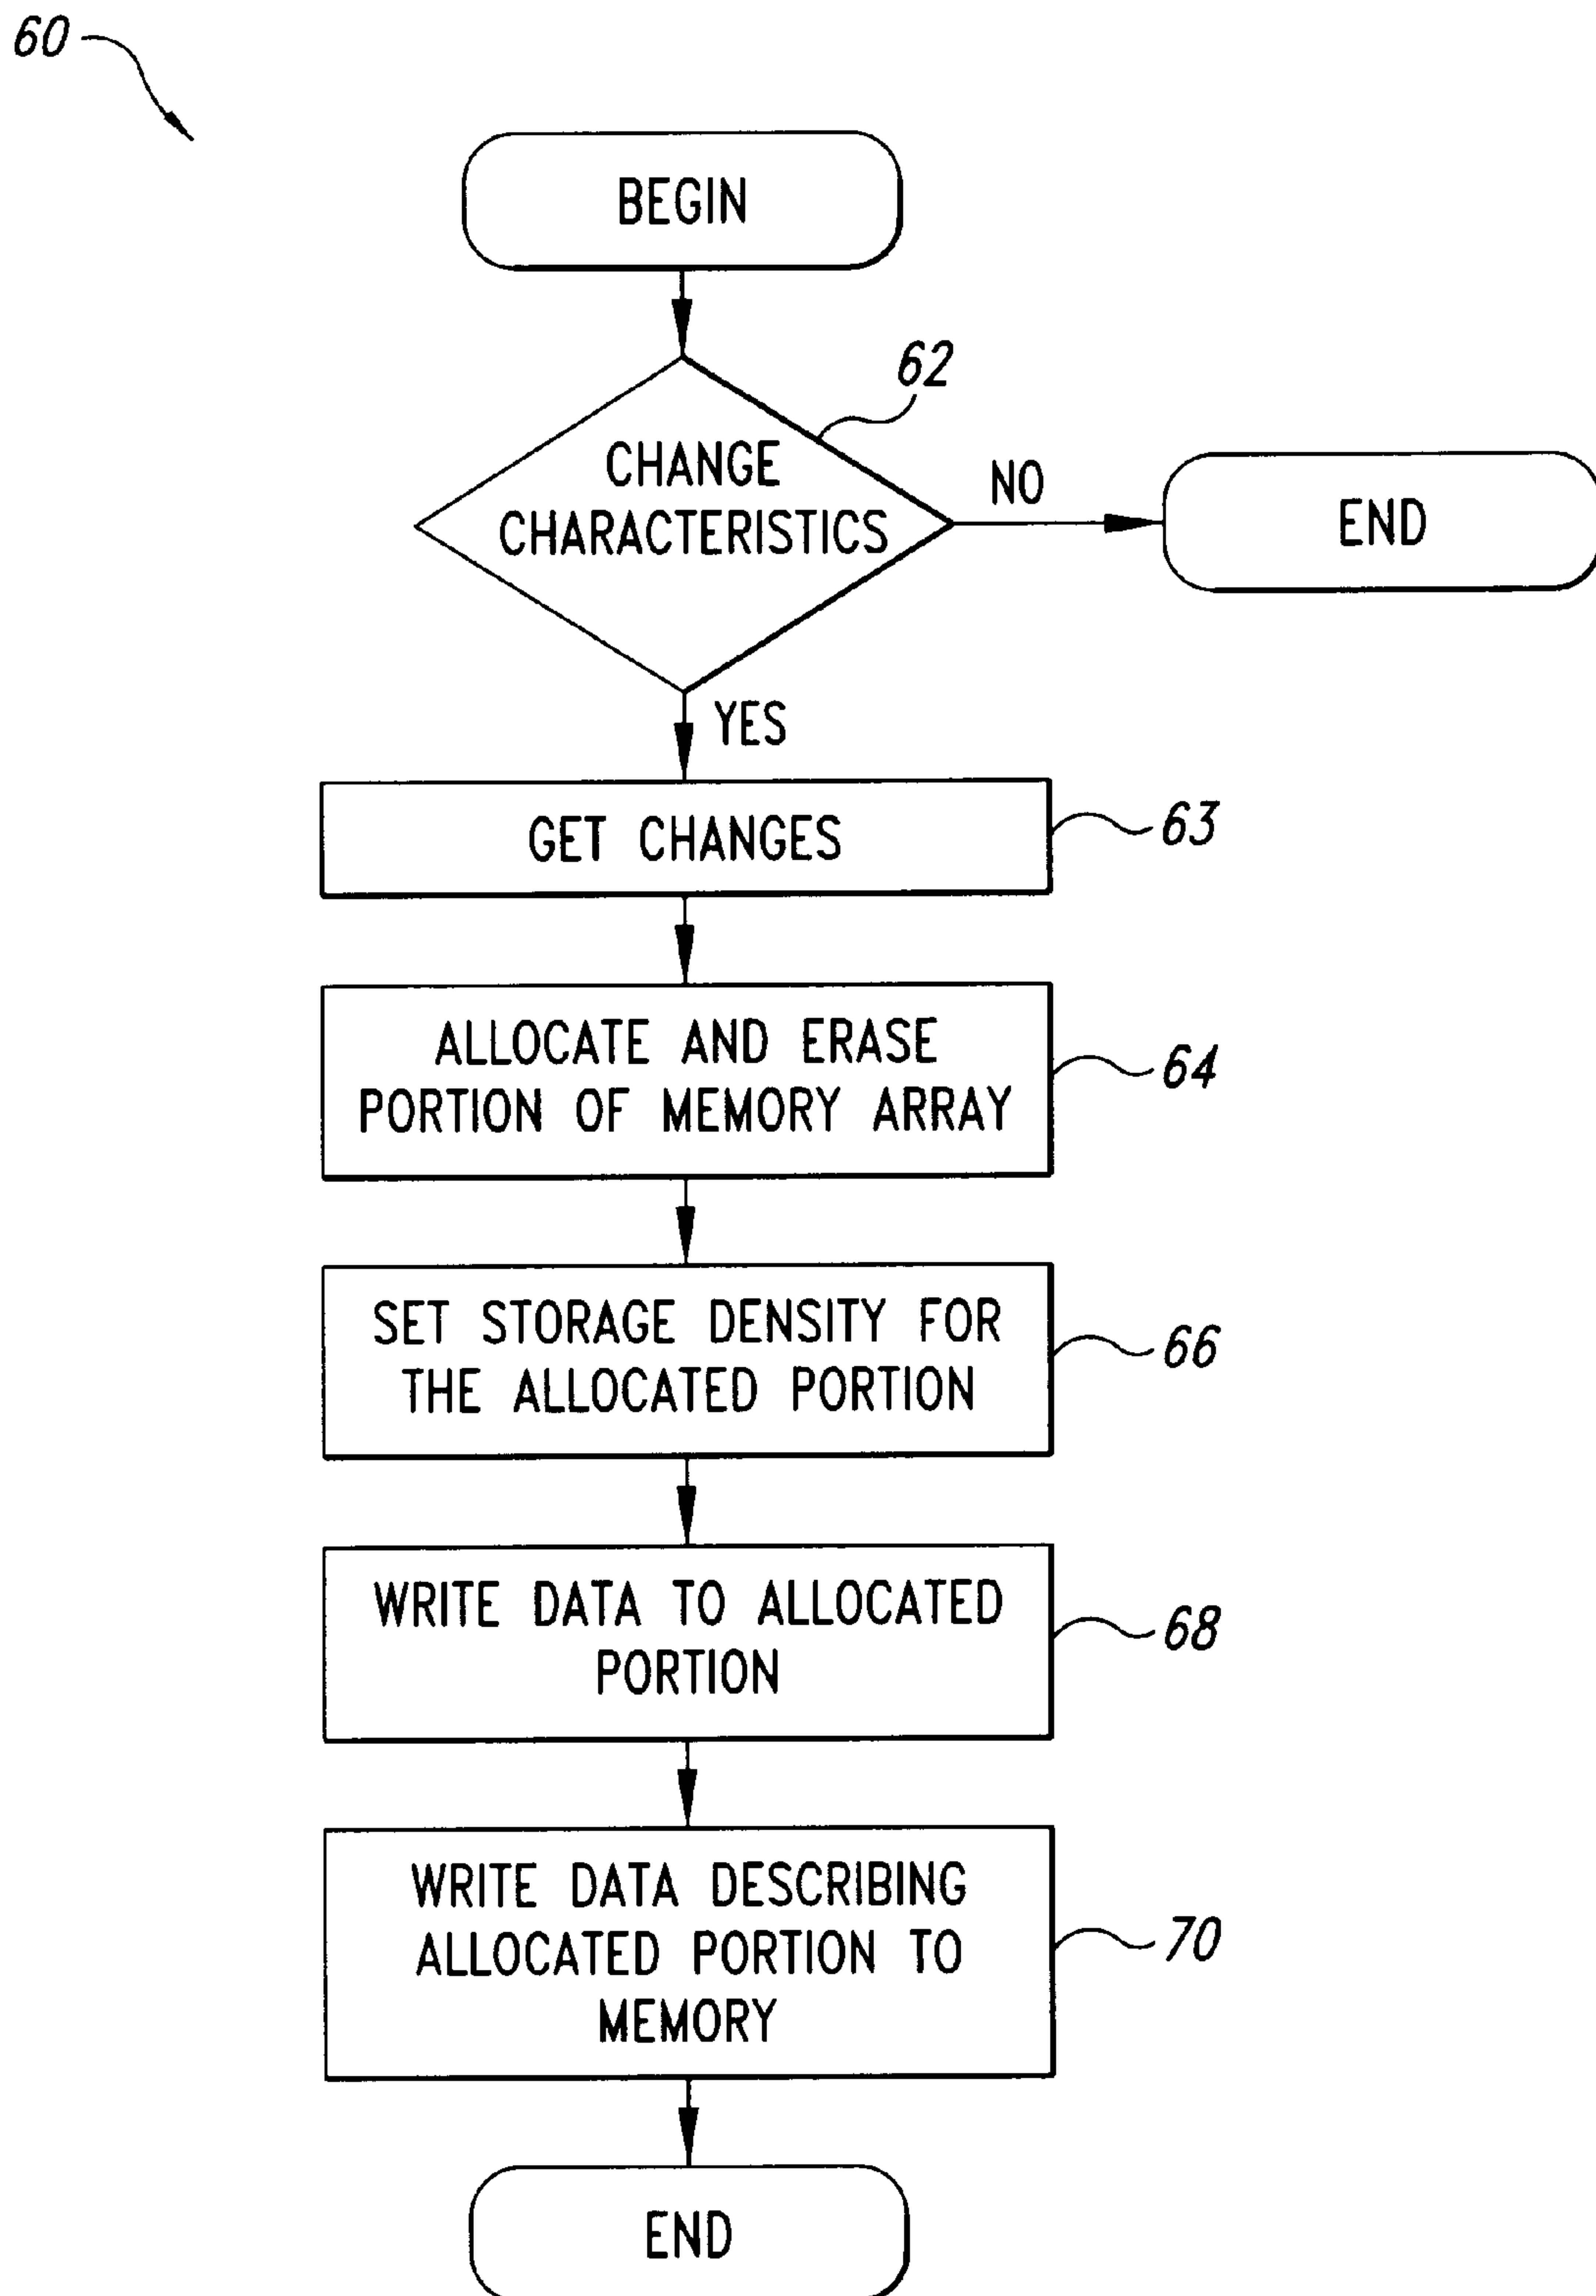 60
BEGIN
62
CHANGE
CHARACTERISTICS
NO
END
YES
GET CHANGES
63
ALLOCATE AND ERASE
PORTION OF MEMORY ARRAY
64
SET STORAGE DENSITY FOR
THE ALLOCATED PORTION
66
WRITE DATA TO ALLOCATED
PORTION
68
WRITE DATA DESCRIBING
ALLOCATED PORTION TO
MEMORY
70
END